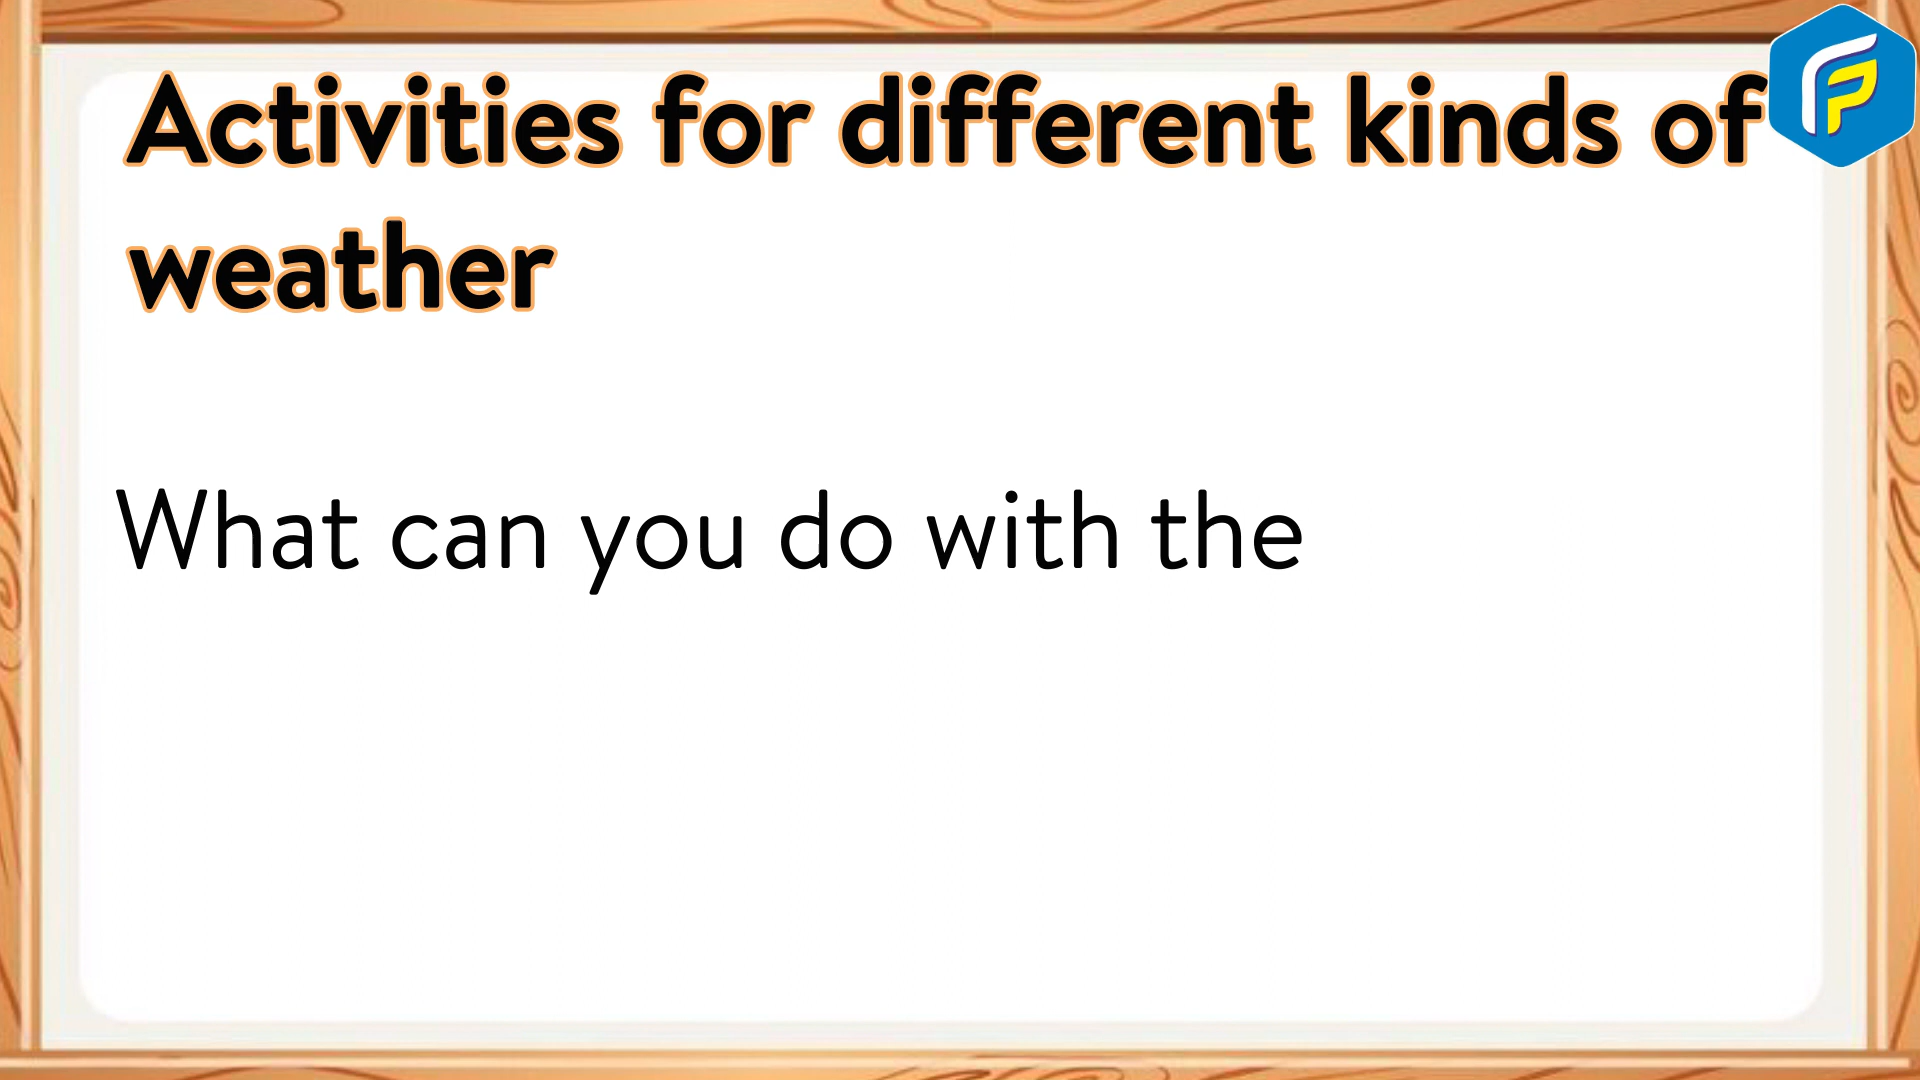 Activities for different kinds of
weather
What can you do with the